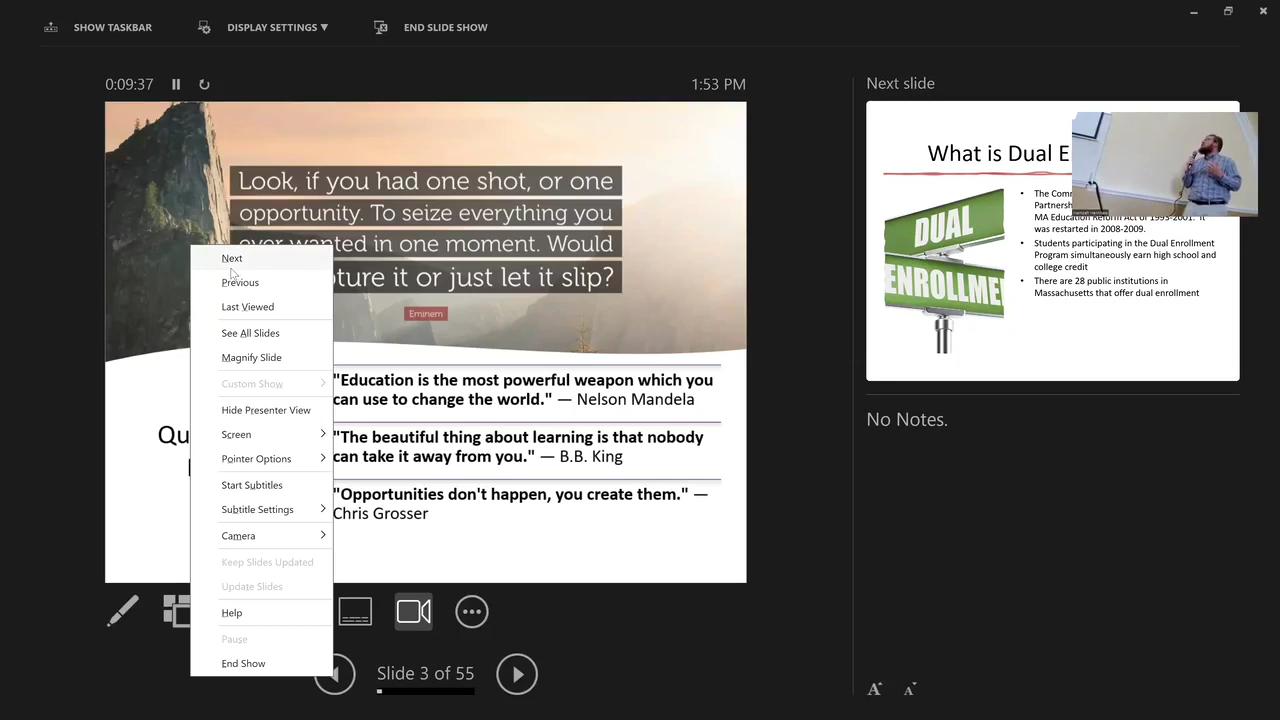 SHOW TASKBAR
DISPLAY SETTINGS ▼
END SLIDE SHOW
0:09:37
1:53 PM
Look, if you had one shot, or one
opportunity. To seize everything you
ever wanted in one moment. Would
pture it or just let it slip?
Eminem
Qu
"Education is the most powerful weapon which you
can use to change the world." — Nelson Mandela
"The beautiful thing about learning is that nobody
can take it away from you." — B.B. King
"Opportunities don't happen, you create them." —
Chris Grosser
Next
Previous
Last Viewed
See All Slides
Magnify Slide
Custom Show
Hide Presenter View
Screen
Pointer Options
Start Subtitles
Subtitle Settings
Camera
Keep Slides Updated
Update Slides
Help
Pause
End Show
Slide 3 of 55
Next slide
What is Dual E
DUAL
ENROLLME
• The Comm
Partnersh
MA Education Reform Act of 1993-2001. It
was restarted in 2008-2009.
• Students participating in the Dual Enrollment
Program simultaneously earn high school and
college credit
• There are 28 public institutions in
Massachusetts that offer dual enrollment
No Notes.
A A